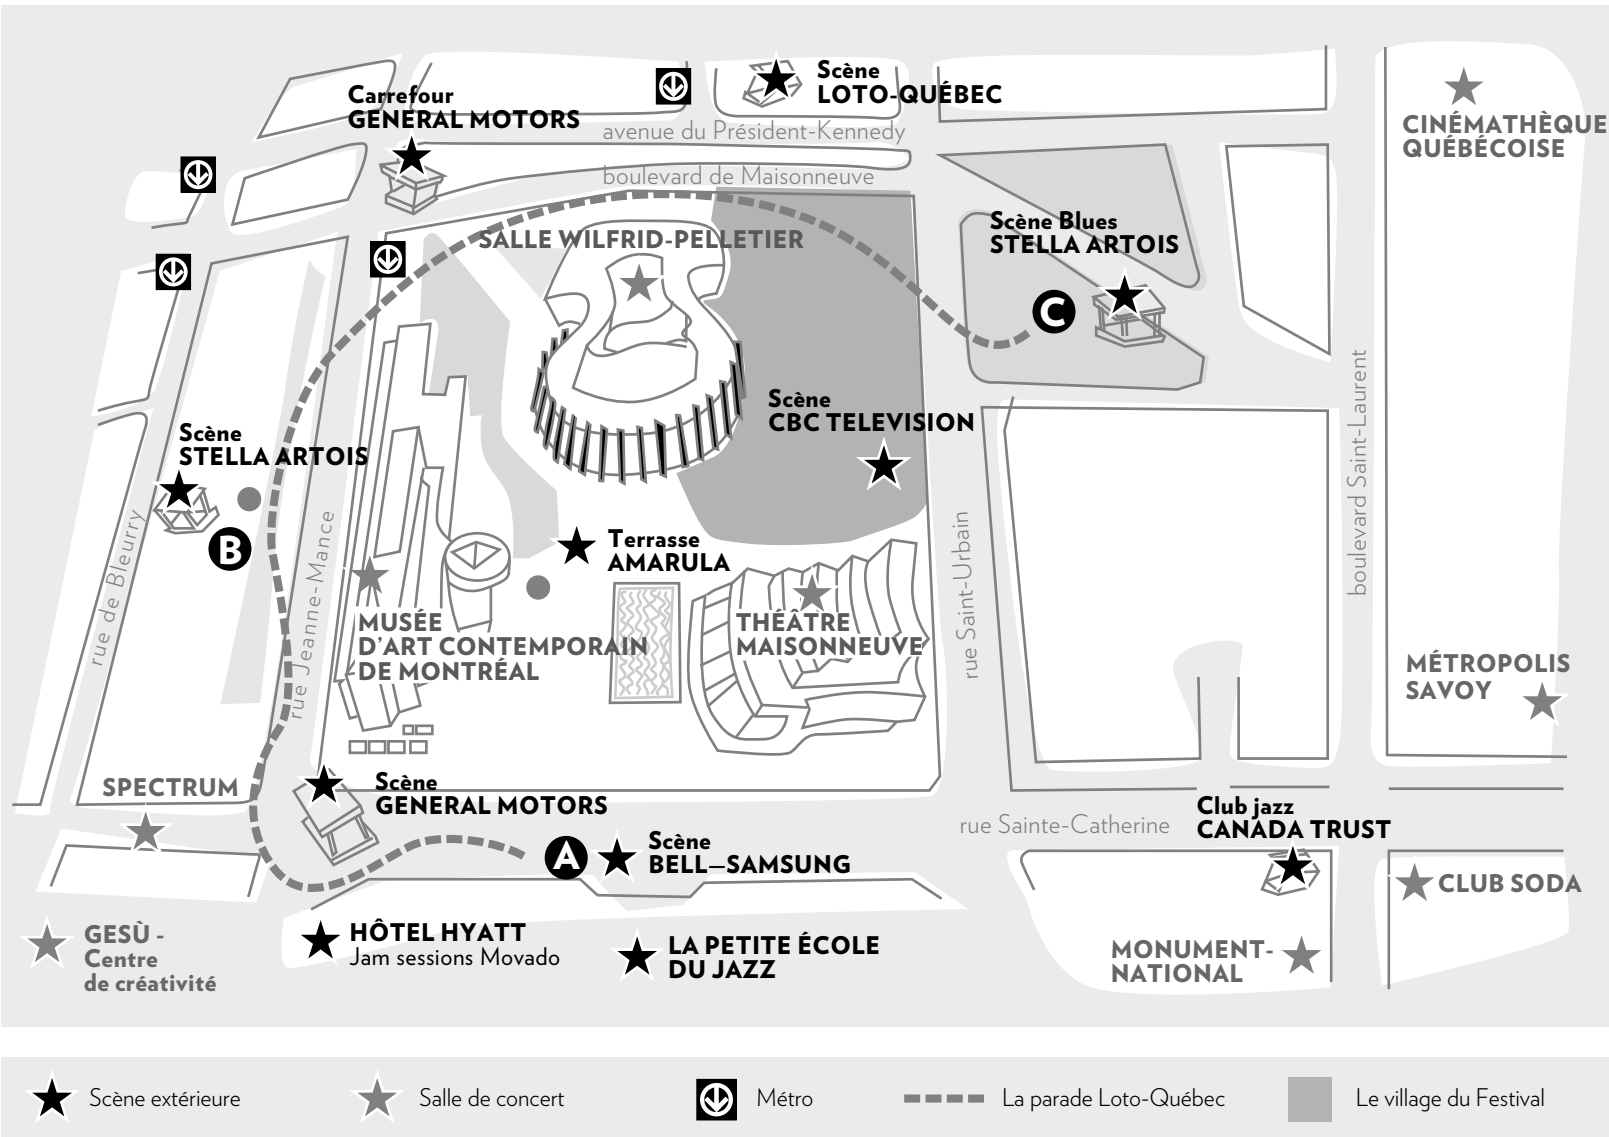 Scène
LOTO-QUÉBEC
Carrefour
GENERAL MOTORS
avenue du Président-Kennedy
boulevard de Maisonneuve
CINÉMATHÈQUE
QUÉBÉCOISE
SALLE WILFRID-PELLETIER
Scène Blues
STELLA ARTOIS
C
Scène
CBC TELEVISION
Scène
STELLA ARTOIS
B
Terrasse
AMARULA
rue de Bleurry
rue Jeanne-Mance
rue Saint-Urbain
boulevard Saint-Laurent
MUSÉE
D'ART CONTEMPORAIN
DE MONTRÉAL
THÉÂTRE
MAISONNEUVE
MÉTROPOLIS
SAVOY
SPECTRUM
Scène
GENERAL MOTORS
A
Scène
BELL—SAMSUNG
rue Sainte-Catherine
Club jazz
CANADA TRUST
CLUB SODA
GESÙ -
Centre
de créativité
HÔTEL HYATT
Jam sessions Movado
LA PETITE ÉCOLE
DU JAZZ
MONUMENT-
NATIONAL
Scène extérieure
Salle de concert
Métro
La parade Loto-Québec
Le village du Festival